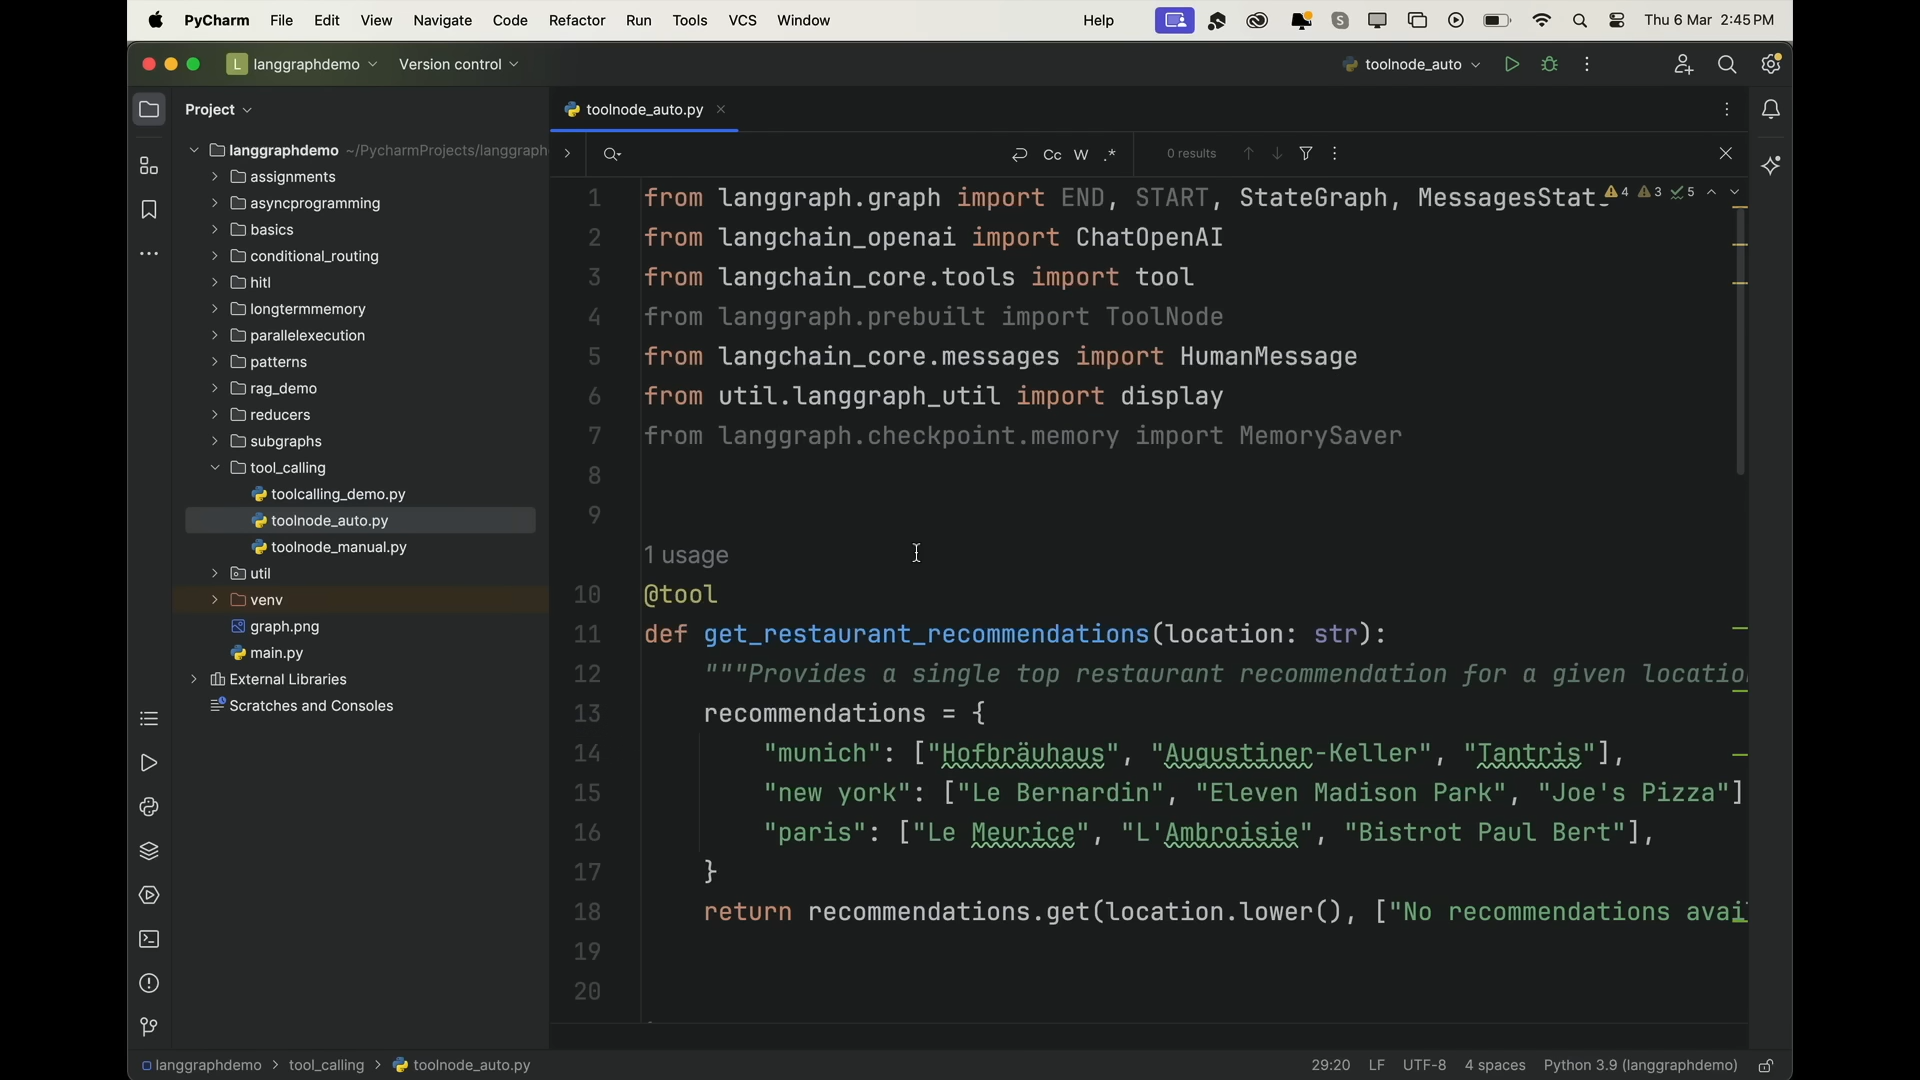 PyCharm File Edit View Navigate Code Refactor Run Tools VCS Window Help Thu 6 Mar 2:45 PM
L langgraphdemo Version control toolnode_auto
Project
toolnode_auto.py
langgraphdemo ~/PycharmProjects/langgraph
assignments
asyncprogramming
basics
conditional_routing
hitl
longtermmemory
parallelexecution
patterns
rag_demo
reducers
subgraphs
tool_calling
toolcalling_demo.py
toolnode_auto.py
toolnode_manual.py
util
venv
graph.png
main.py
External Libraries
Scratches and Consoles
Cc W .* 0 results
4 3 5
1 from langgraph.graph import END, START, StateGraph, MessagesStat
2 from langchain_openai import ChatOpenAI
3 from langchain_core.tools import tool
4 from langgraph.prebuilt import ToolNode
5 from langchain_core.messages import HumanMessage
6 from util.langgraph_util import display
7 from langgraph.checkpoint.memory import MemorySaver
8
9
1 usage
10 @tool
11 def get_restaurant_recommendations(location: str):
12 """Provides a single top restaurant recommendation for a given locatio
13 recommendations = {
14 "munich": ["Hofbräuhaus", "Augustiner-Keller", "Tantris"],
15 "new york": ["Le Bernardin", "Eleven Madison Park", "Joe's Pizza"]
16 "paris": ["Le Meurice", "L'Ambroisie", "Bistrot Paul Bert"],
17 }
18 return recommendations.get(location.lower(), ["No recommendations avai
19
20
langgraphdemo > tool_calling > toolnode_auto.py 29:20 LF UTF-8 4 spaces Python 3.9 (langgraphdemo)